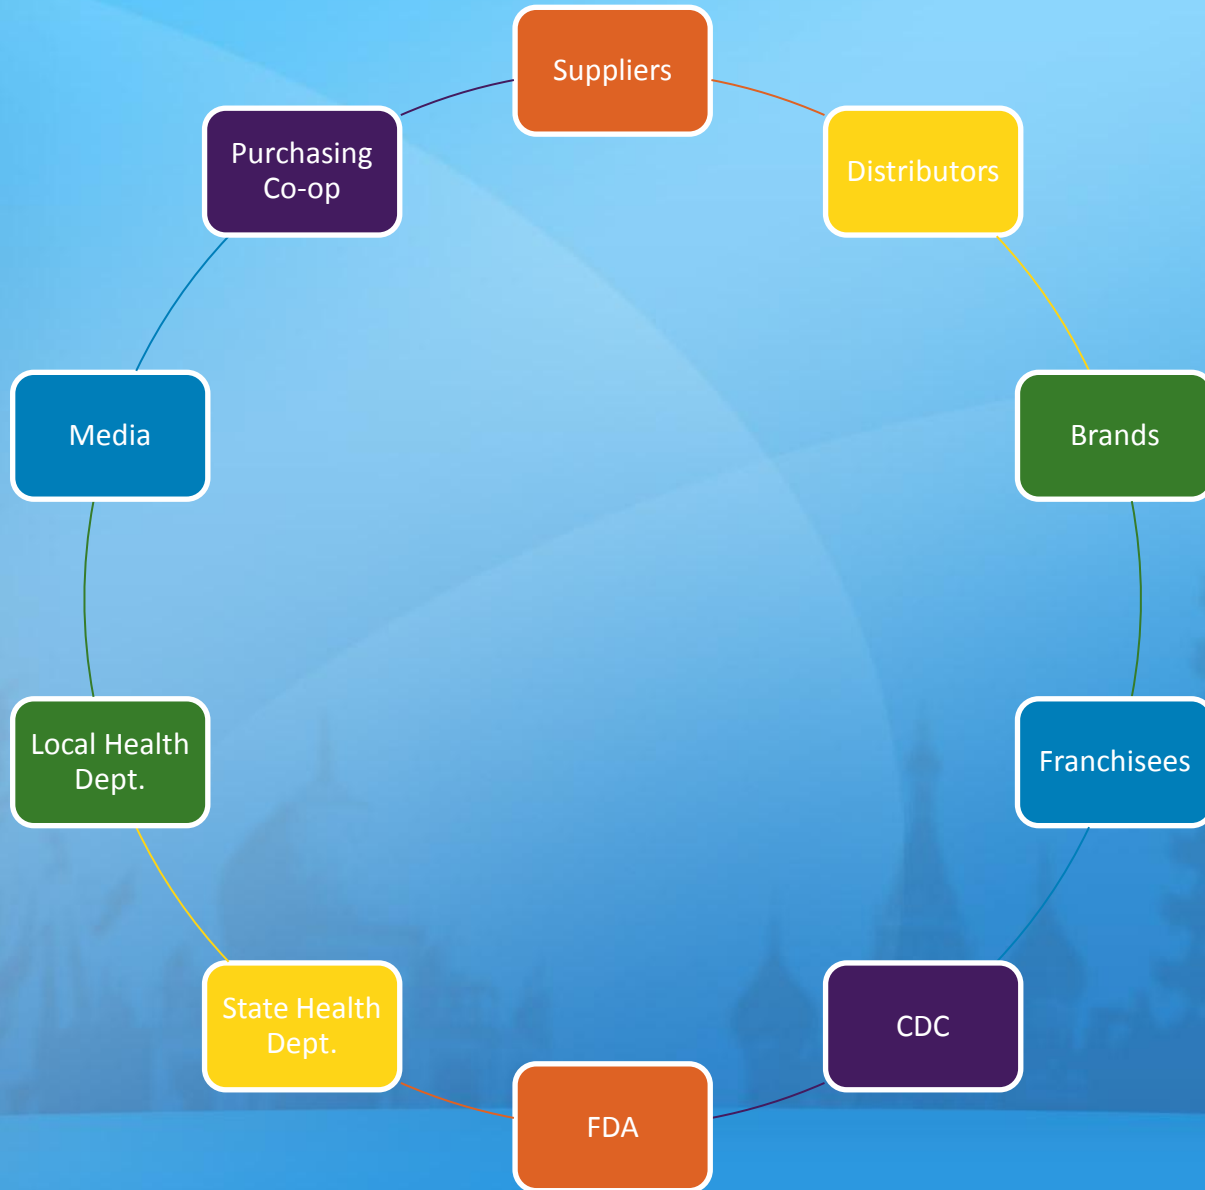 Suppliers
Distributors
Brands
Franchisees
CDC
FDA
State Health
Dept.
Local Health
Dept.
Media
Purchasing
Co-op